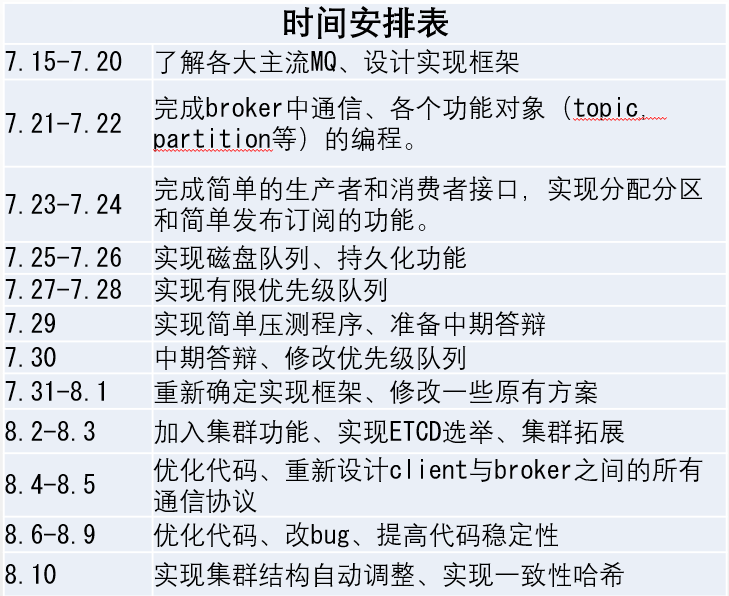 时间安排表
7.15-7.20 了解各大主流MQ、设计实现框架
7.21-7.22 完成broker中通信、各个功能对象（topic、
partition等）的编程。
7.23-7.24 完成简单的生产者和消费者接口，实现分配分区
和简单发布订阅的功能。
7.25-7.26 实现磁盘队列、持久化功能
7.27-7.28 实现有限优先级队列
7.29 实现简单压测程序、准备中期答辩
7.30 中期答辩、修改优先级队列
7.31-8.1 重新确定实现框架、修改一些原有方案
8.2-8.3 加入集群功能、实现ETCD选举、集群拓展
8.4-8.5 优化代码、重新设计client与broker之间的所有
通信协议
8.6-8.9 优化代码、改bug、提高代码稳定性
8.10 实现集群结构自动调整、实现一致性哈希